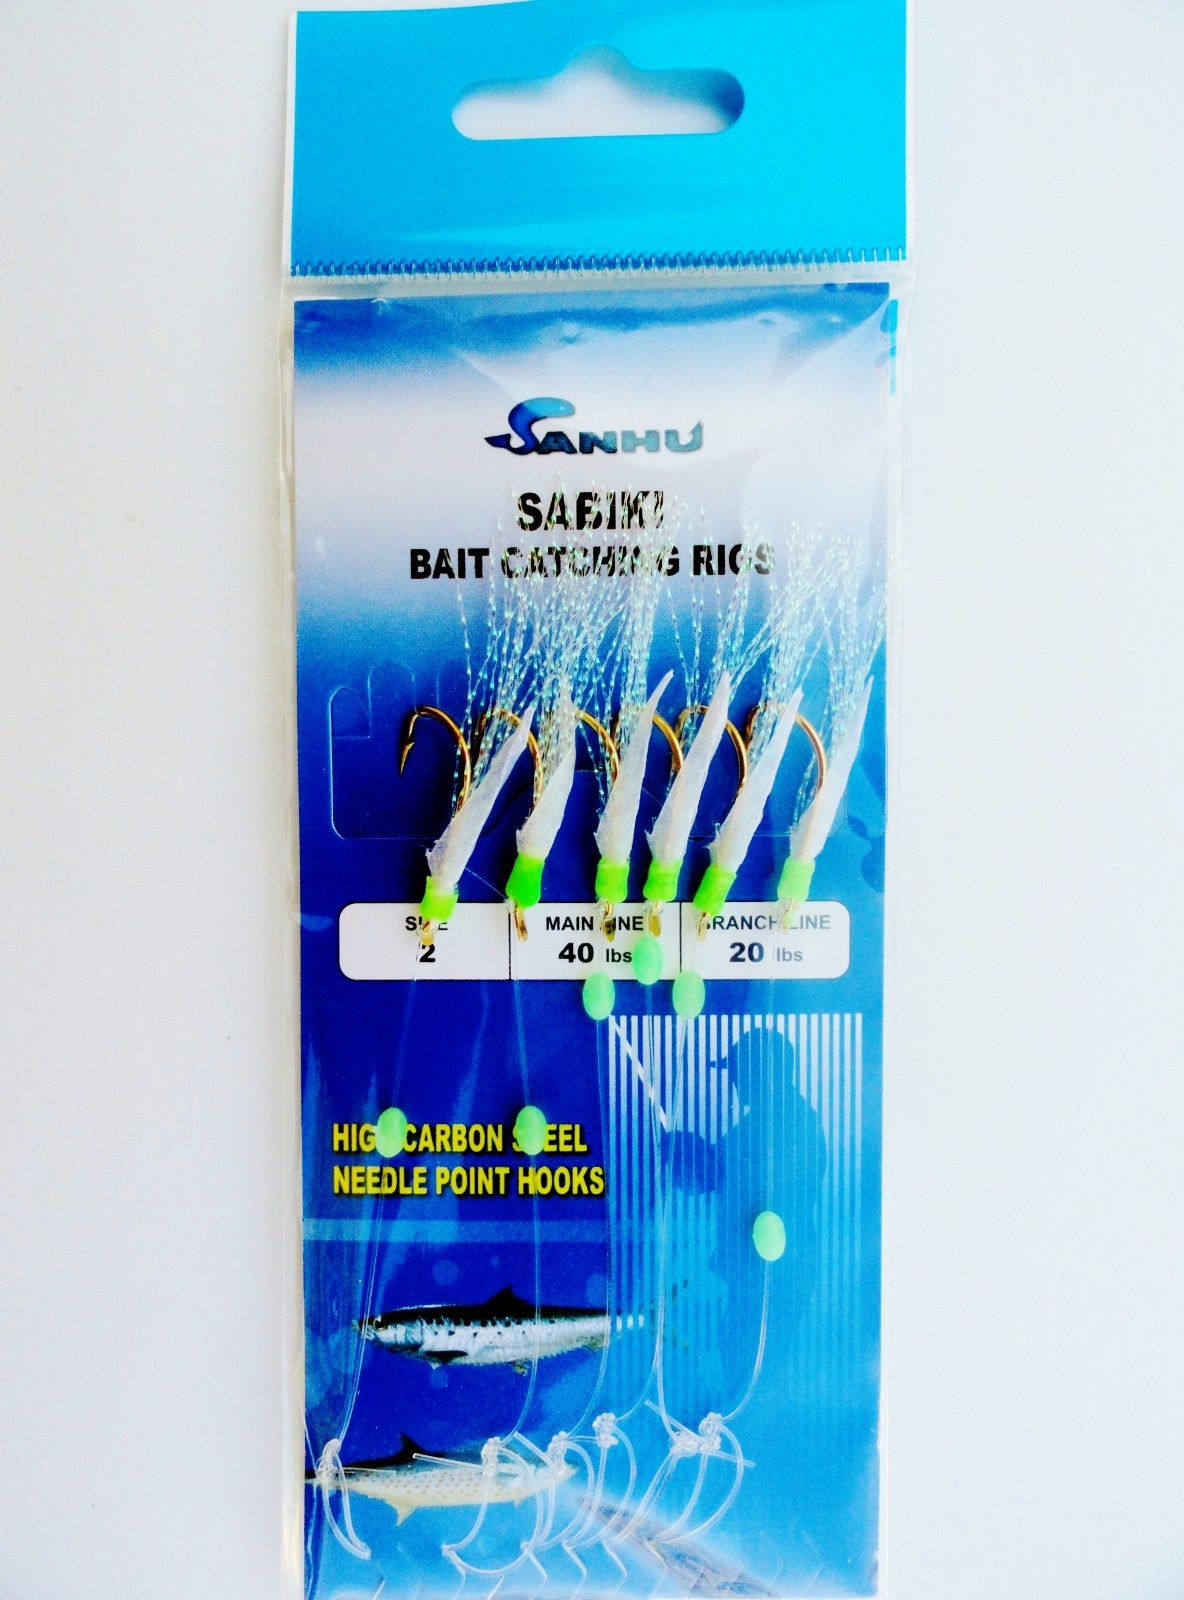 SANHU
SABIKI
BAIT CATCHING RIGS
SIZE MAIN LINE BRANCH LINE
2 40 lbs 20 lbs
HIGH CARBON STEEL
NEEDLE POINT HOOKS